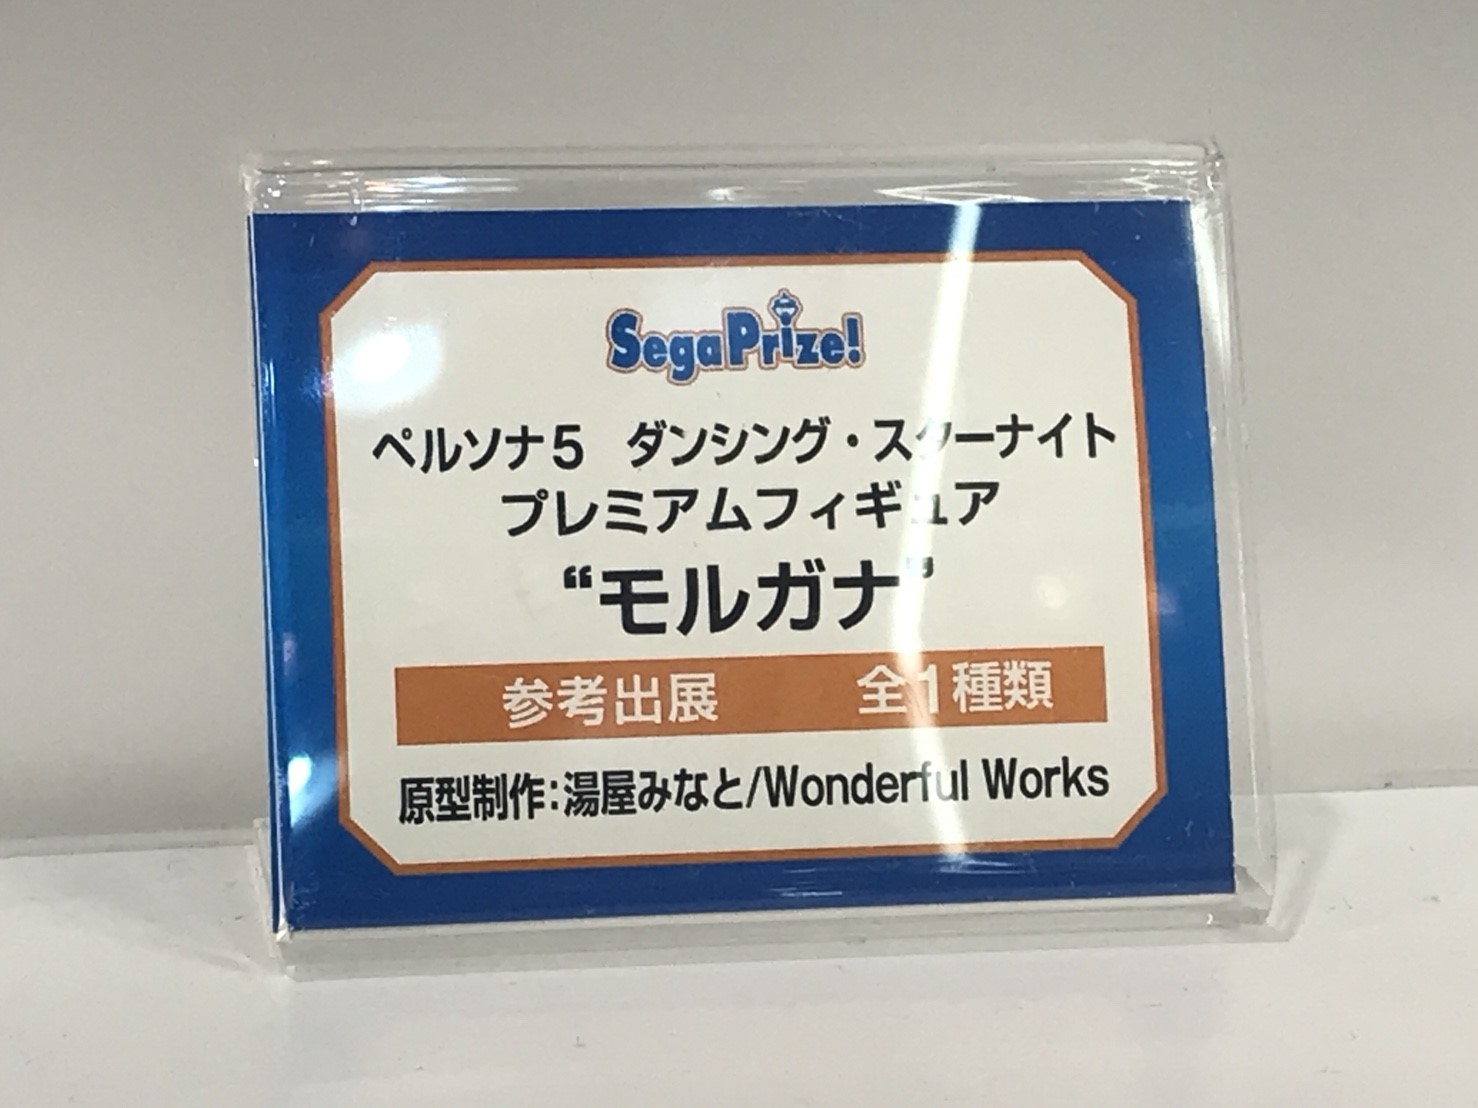 SegaPrize!
ペルソナ5 ダンシング・スターナイト
プレミアムフィギュア
“モルガナ”
参考出展 全1種類
原型制作:湯屋みなと/Wonderful Works